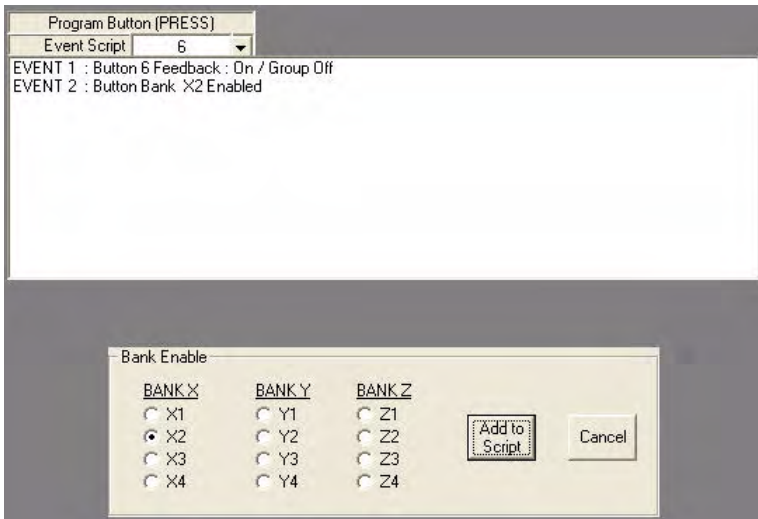 Program Button (PRESS)
Event Script 6
EVENT 1 : Button 6 Feedback : On / Group Off
EVENT 2 : Button Bank X2 Enabled
Bank Enable
BANK X BANK Y BANK Z
X1 Y1 Z1
X2 Y2 Z2
X3 Y3 Z3
X4 Y4 Z4
Add to
Script
Cancel